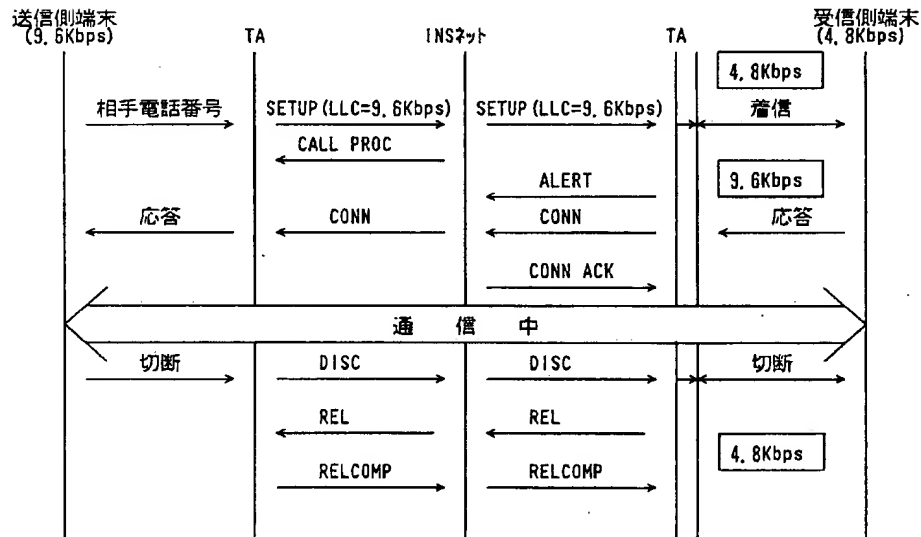 送信側端末
(9.6Kbps)
TA
INSネット
TA
受信側端末
(4.8Kbps)
4.8Kbps
相手電話番号
SETUP(LLC=9.6Kbps)
SETUP(LLC=9.6Kbps)
着信
CALL PROC
ALERT
9.6Kbps
応答
CONN
CONN
応答
CONN ACK
通信中
切断
DISC
DISC
切断
REL
REL
4.8Kbps
RELCOMP
RELCOMP